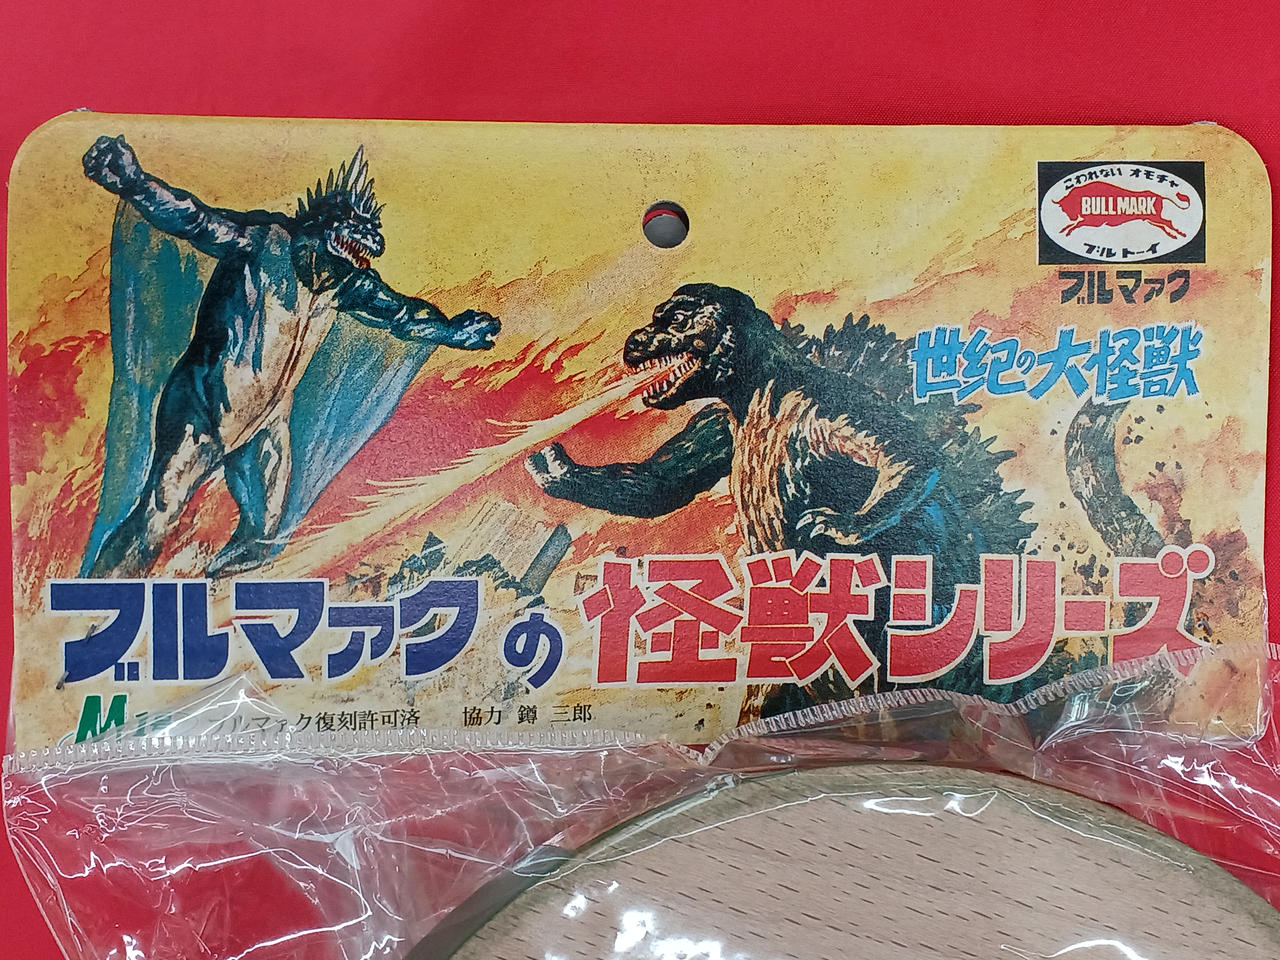 こわれない オモチャ
BULLMARK
ブルトーイ
ブルマァク
世紀の大怪獣
ブルマァクの怪獣シリーズ
ブルマァク復刻許可済 協力 鐏 三郎